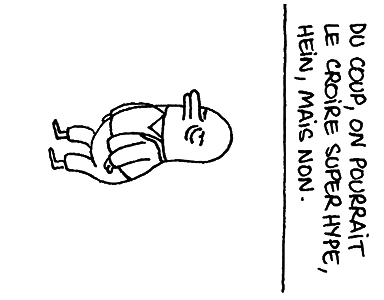 DU COUP, ON POURRAIT
LE CROIRE SUPER HYPE,
HEIN, MAIS NON.